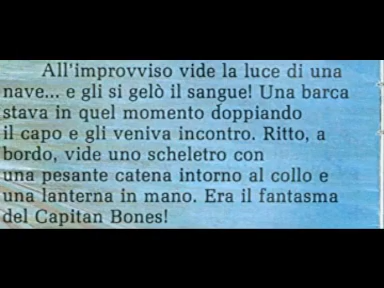 All'improvviso vide la luce di una
nave... e gli si gelò il sangue! Una barca
stava in quel momento doppiando
il capo e gli veniva incontro. Ritto, a
bordo, vide uno scheletro con
una pesante catena intorno al collo e
una lanterna in mano. Era il fantasma
del Capitan Bones!